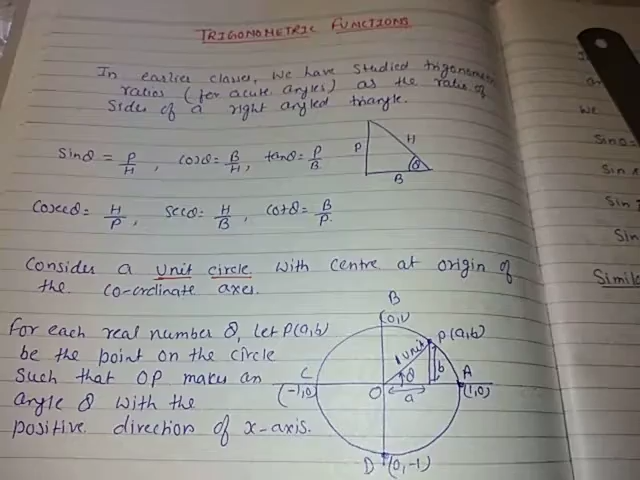 TRIGONOMETRIC FUNCTIONS
In earlier classes, we have studied trigonometric
ratios (for acute angles) as the ratio of
sides of a right angled triangle.
Sinθ = P/H , cosθ = B/H , tanθ = P/B
P
H
θ
B
Cosecθ = H/P , secθ = H/B , cotθ = B/P.
Consider a unit circle with centre at origin of
the co-ordinate axes.
For each real number θ, let P(a,b)
be the point on the circle
such that OP makes an
angle θ with the
positive direction of x-axis.
B
(0,1)
P(a,b)
1 unit
b
θ
C
(-1,0)
O
a
A
(1,0)
D (0,-1)
we
Sinθ=
Sin
Sin
Sin